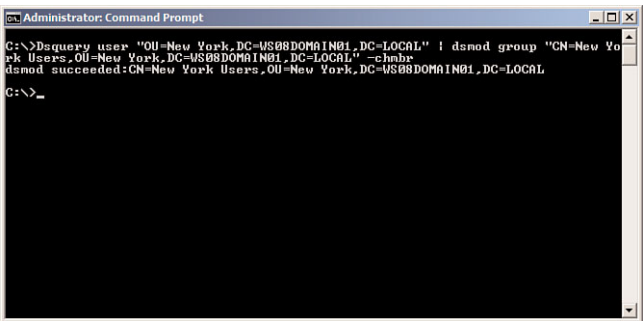 Administrator: Command Prompt
C:\>Dsquery user "OU=New York,DC=WS08DOMAIN01,DC=LOCAL" | dsmod group "CN=New Yo
rk Users,OU=New York,DC=WS08DOMAIN01,DC=LOCAL" -chmbr
dsmod succeeded:CN=New York Users,OU=New York,DC=WS08DOMAIN01,DC=LOCAL
C:\>_